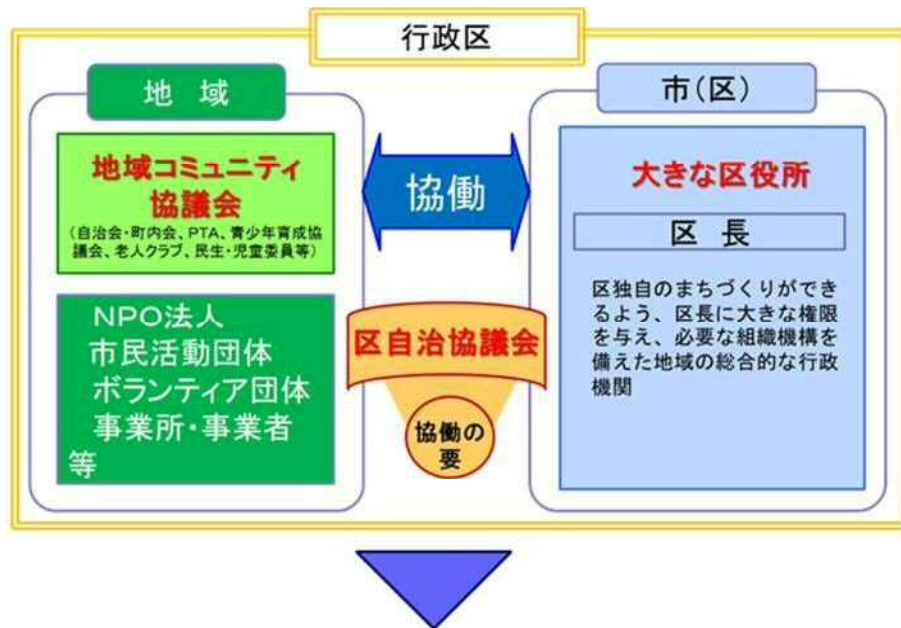 行政区
地 域
地域コミュニティ
協議会
(自治会・町内会、PTA、青少年育成協
議会、老人クラブ、民生・児童委員等)
NPO法人
市民活動団体
ボランティア団体
事業所・事業者
等
協働
区自治協議会
協働の
要
市(区)
大きな区役所
区 長
区独自のまちづくりができ
るよう、区長に大きな権限
を与え、必要な組織機構を
備えた地域の総合的な行政
機関